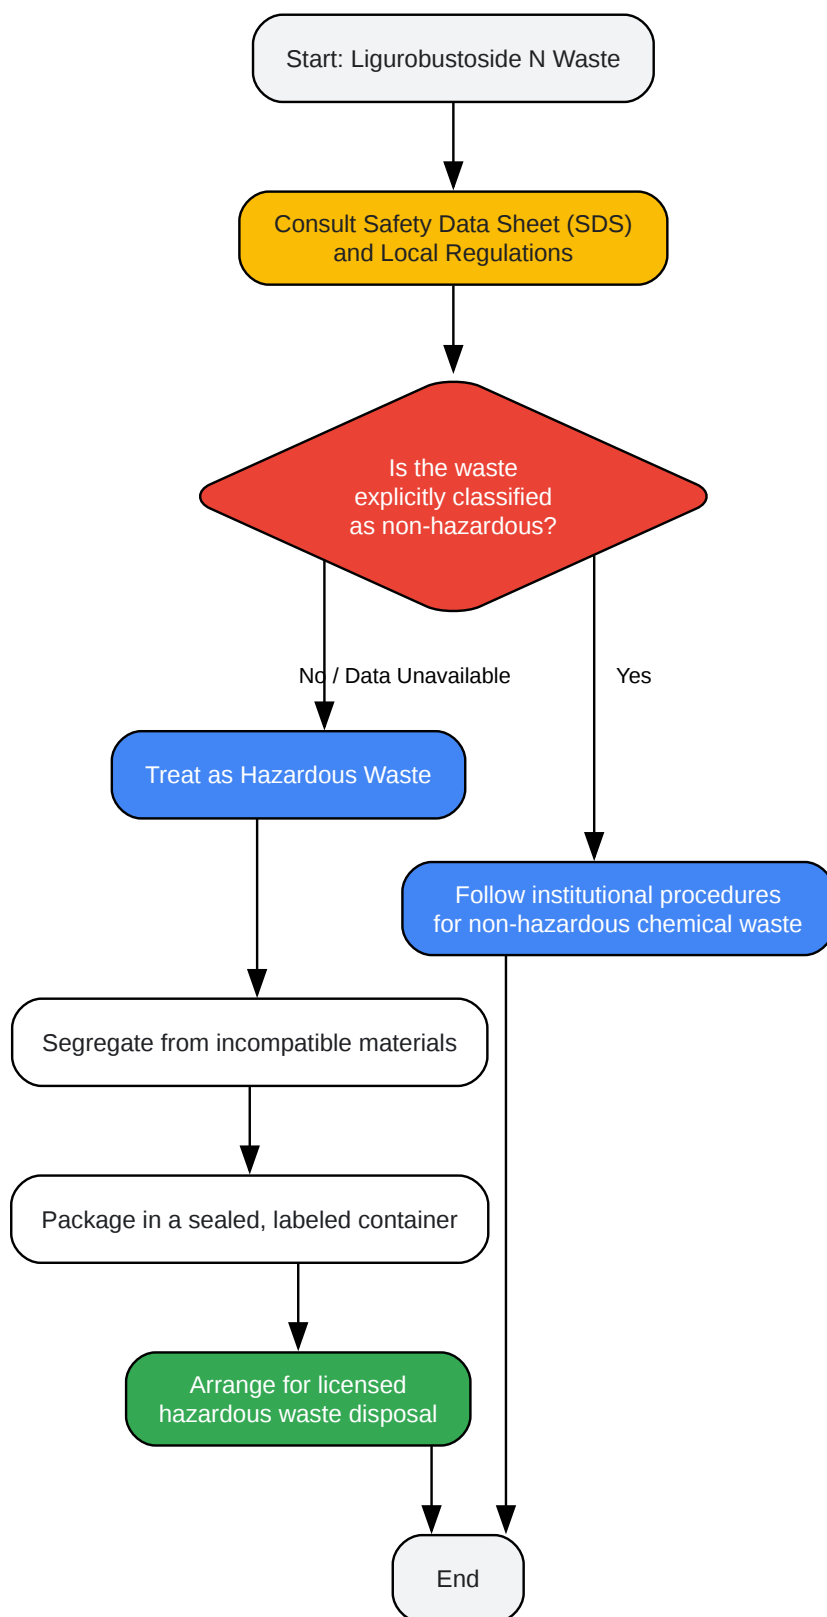 Start: Ligurobustoside N Waste
Consult Safety Data Sheet (SDS)
and Local Regulations
Is the waste
explicitly classified
as non-hazardous?
No / Data Unavailable
Yes
Treat as Hazardous Waste
Follow institutional procedures
for non-hazardous chemical waste
Segregate from incompatible materials
Package in a sealed, labeled container
Arrange for licensed
hazardous waste disposal
End